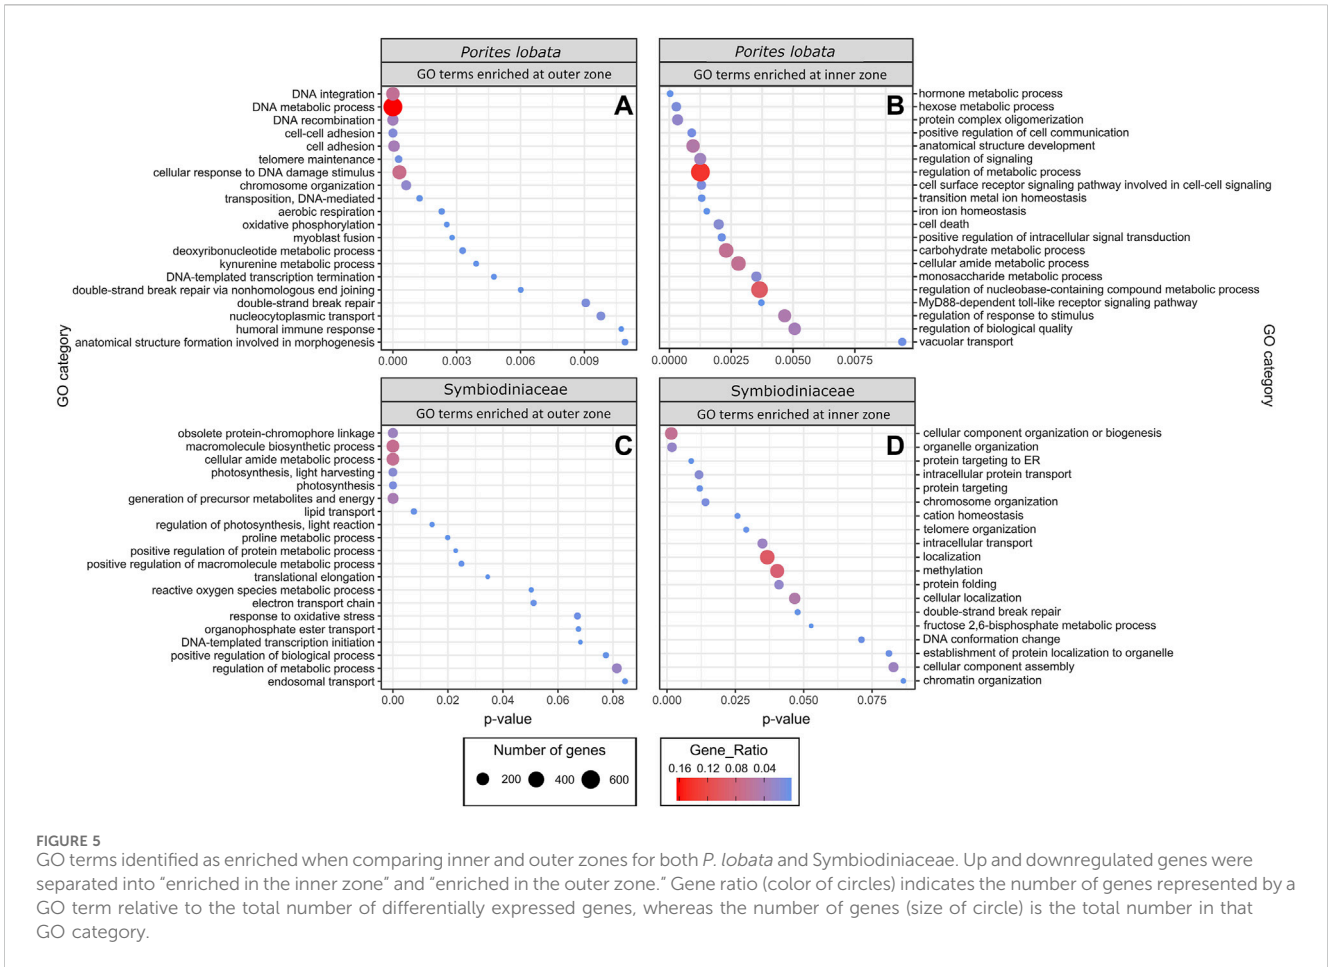 Porites lobata
GO terms enriched at outer zone
A
DNA integration
DNA metabolic process
DNA recombination
cell-cell adhesion
cell adhesion
telomere maintenance
cellular response to DNA damage stimulus
chromosome organization
transposition, DNA-mediated
aerobic respiration
oxidative phosphorylation
myoblast fusion
deoxyribonucleotide metabolic process
kynurenine metabolic process
DNA-templated transcription termination
double-strand break repair via nonhomologous end joining
double-strand break repair
nucleocytoplasmic transport
humoral immune response
anatomical structure formation involved in morphogenesis
0.000 0.003 0.006 0.009
GO category
Porites lobata
GO terms enriched at inner zone
B
hormone metabolic process
hexose metabolic process
protein complex oligomerization
positive regulation of cell communication
anatomical structure development
regulation of signaling
regulation of metabolic process
cell surface receptor signaling pathway involved in cell-cell signaling
transition metal ion homeostasis
iron ion homeostasis
cell death
positive regulation of intracellular signal transduction
carbohydrate metabolic process
cellular amide metabolic process
monosaccharide metabolic process
regulation of nucleobase-containing compound metabolic process
MyD88-dependent toll-like receptor signaling pathway
regulation of response to stimulus
regulation of biological quality
vacuolar transport
0.0000 0.0025 0.0050 0.0075
GO category
Symbiodiniaceae
GO terms enriched at outer zone
C
obsolete protein-chromophore linkage
macromolecule biosynthetic process
cellular amide metabolic process
photosynthesis, light harvesting
photosynthesis
generation of precursor metabolites and energy
lipid transport
regulation of photosynthesis, light reaction
proline metabolic process
positive regulation of protein metabolic process
positive regulation of macromolecule metabolic process
translational elongation
reactive oxygen species metabolic process
electron transport chain
response to oxidative stress
organophosphate ester transport
DNA-templated transcription initiation
positive regulation of biological process
regulation of metabolic process
endosomal transport
0.00 0.02 0.04 0.06 0.08
p-value
Symbiodiniaceae
GO terms enriched at inner zone
D
cellular component organization or biogenesis
organelle organization
protein targeting to ER
intracellular protein transport
protein targeting
chromosome organization
cation homeostasis
telomere organization
intracellular transport
localization
methylation
protein folding
cellular localization
double-strand break repair
fructose 2,6-bisphosphate metabolic process
DNA conformation change
establishment of protein localization to organelle
cellular component assembly
chromatin organization
0.000 0.025 0.050 0.075
p-value
Number of genes
200 400 600
Gene_Ratio
0.16 0.12 0.08 0.04
FIGURE 5
GO terms identified as enriched when comparing inner and outer zones for both P. lobata and Symbiodiniaceae. Up and downregulated genes were
separated into “enriched in the inner zone” and “enriched in the outer zone.” Gene ratio (color of circles) indicates the number of genes represented by a
GO term relative to the total number of differentially expressed genes, whereas the number of genes (size of circle) is the total number in that
GO category.